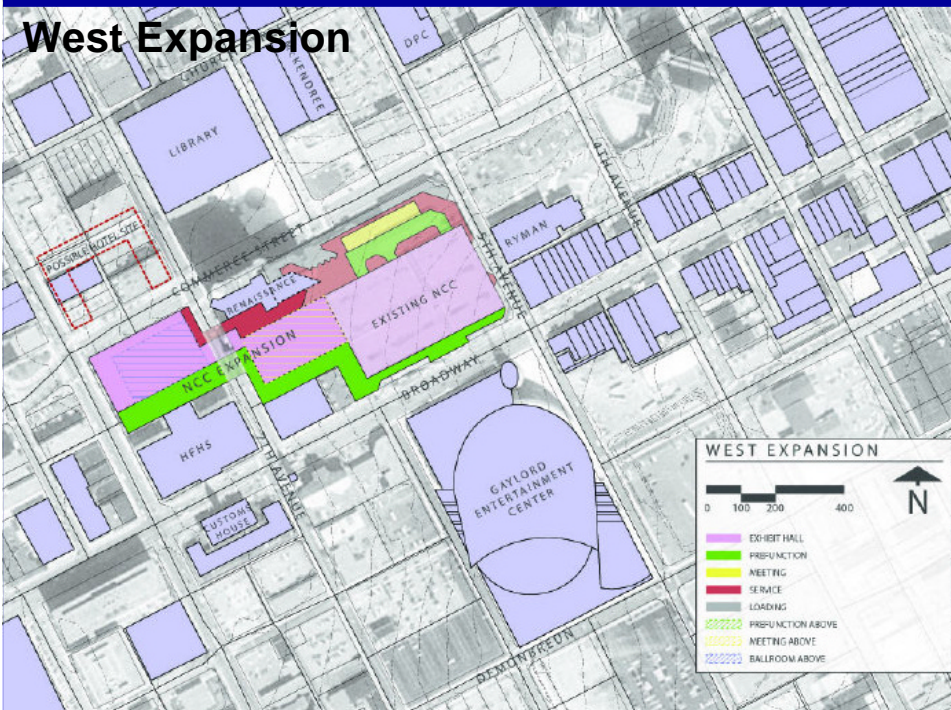 West Expansion
CHURCH
KENDREE
DPC
LIBRARY
4TH AVENUE
POSSIBLE HOTEL SITE
COMMERCE STREET
RYMAN
5TH AVENUE
RENAISSANCE
EXISTING NCC
NCC EXPANSION
BROADWAY
HFHS
7TH AVENUE
GAYLORD
ENTERTAINMENT
CENTER
CUSTOMS
HOUSE
DEMONBREUN
WEST EXPANSION
N
0 100 200 400
EXHIBIT HALL
PREFUNCTION
MEETING
SERVICE
LOADING
PREFUNCTION ABOVE
MEETING ABOVE
BALLROOM ABOVE